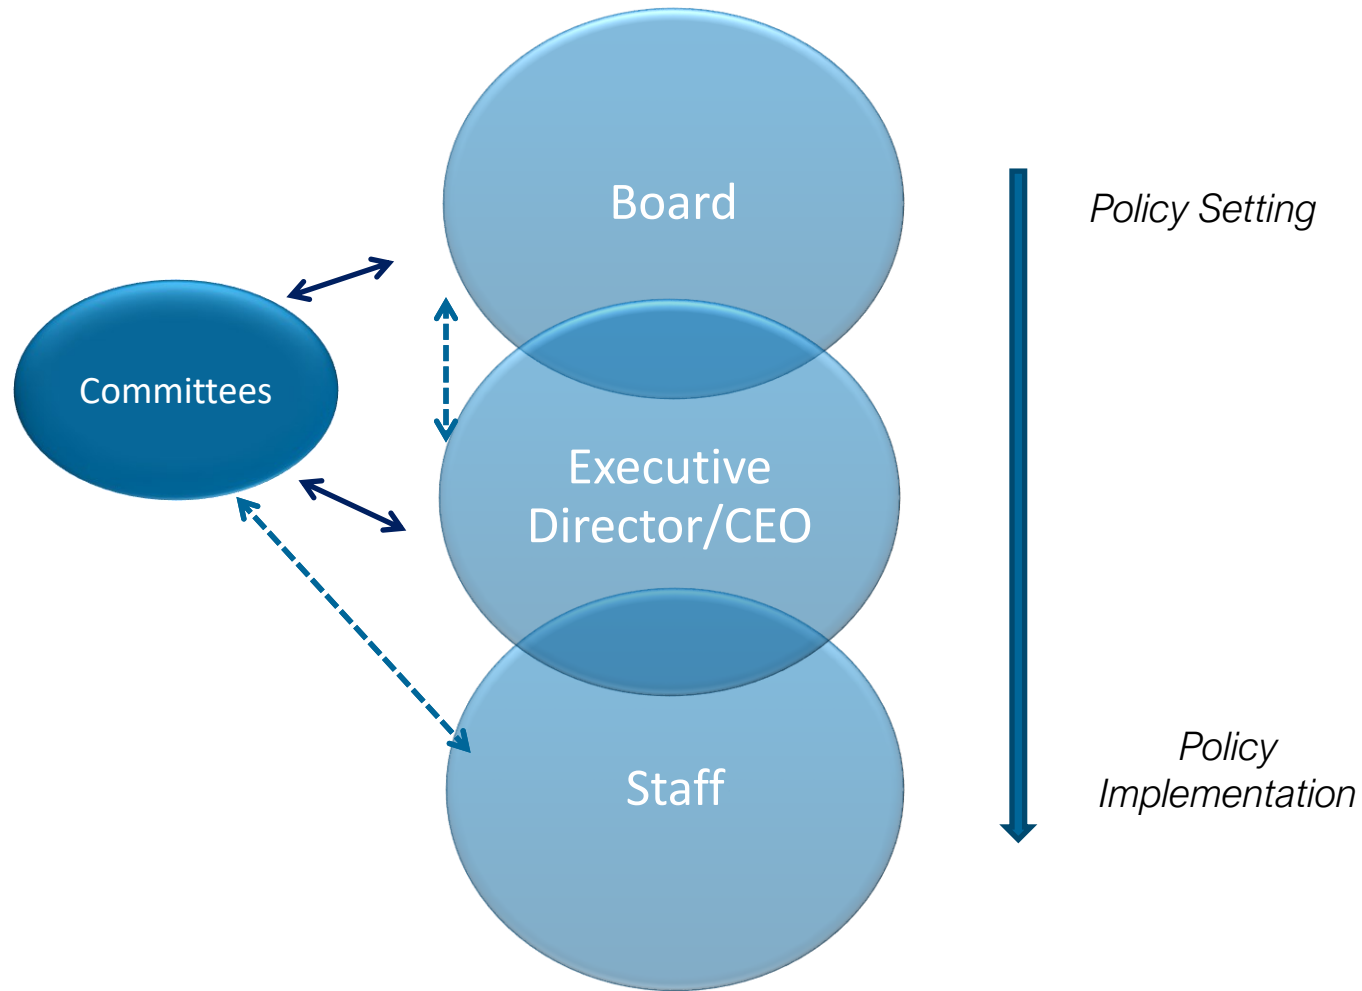 Board
Policy Setting
Committees
Executive
Director/CEO
Staff
Policy
Implementation